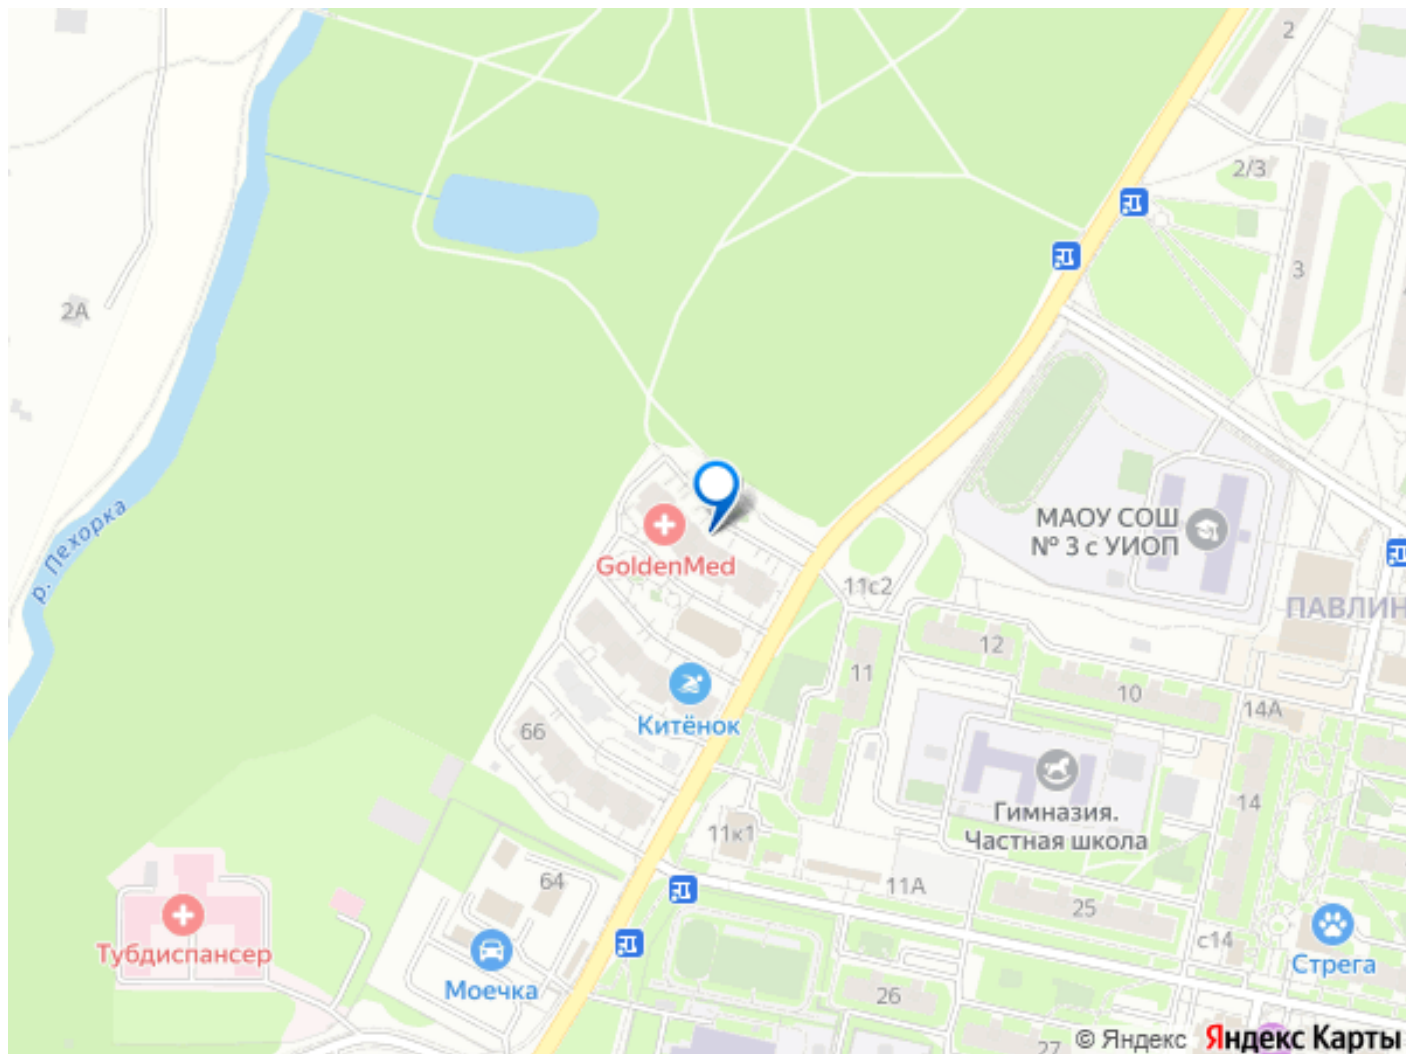 2
2/3
3
2А
р. Пехорка
GoldenMed
МАОУ СОШ
№ 3 с УИОП
11с2
ПАВЛИН
12
11
10
14А
Китёнок
66
Гимназия.
Частная школа
14
11к1
64
11А
25
с14
Тубдиспансер
Моечка
Стрега
26
27
© Яндекс Яндекс Карты